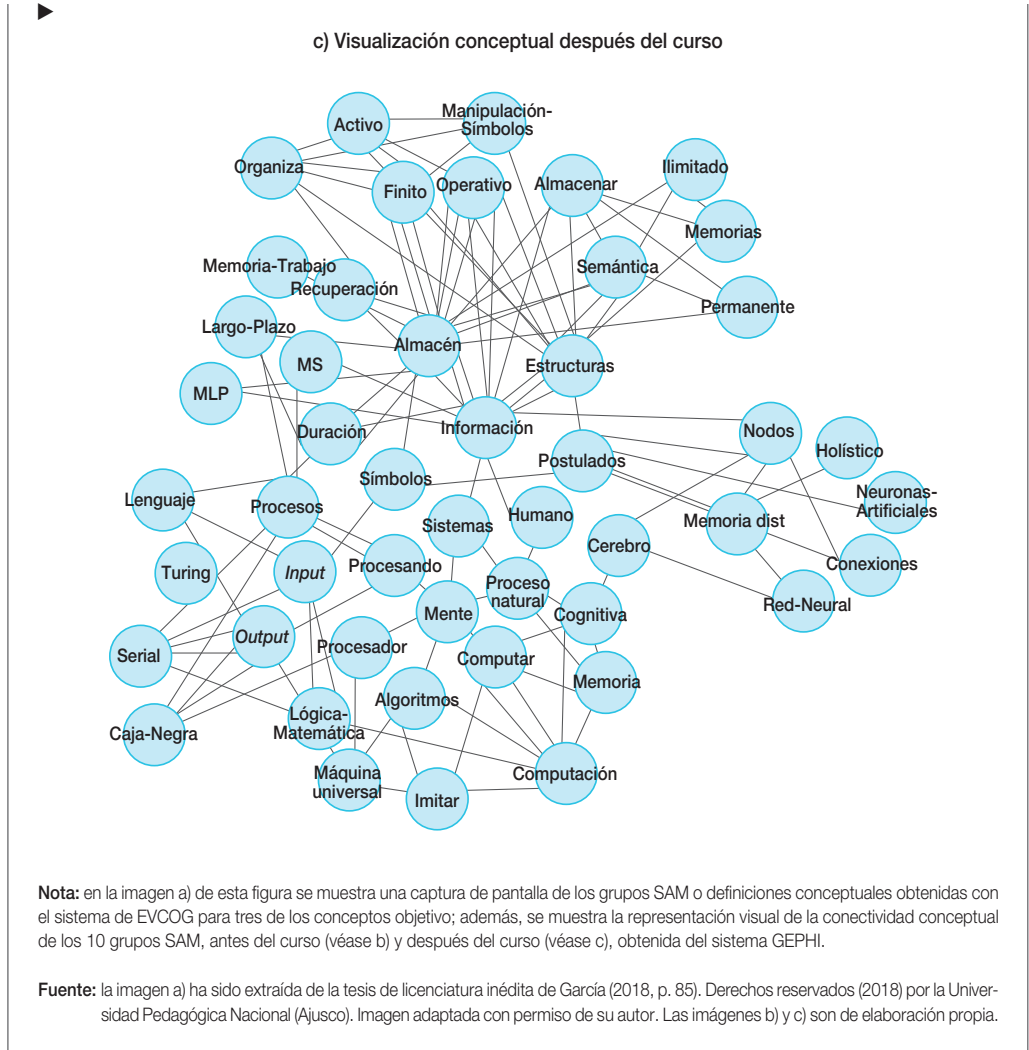 c) Visualización conceptual después del curso
Activo
Manipulación-
Símbolos
Organiza
Finito
Operativo
Almacenar
Ilimitado
Memorias
Memoria-Trabajo
Recuperación
Semántica
Permanente
Largo-Plazo
Almacén
MS
Estructuras
MLP
Duración
Información
Nodos
Holístico
Símbolos
Postulados
Neuronas-
Artificiales
Lenguaje
Procesos
Sistemas
Humano
Memoria dist
Cerebro
Conexiones
Turing
Input
Procesando
Proceso
natural
Red-Neural
Mente
Cognitiva
Serial
Output
Procesador
Computar
Memoria
Algoritmos
Caja-Negra
Lógica-
Matemática
Máquina
universal
Imitar
Computación
Nota: en la imagen a) de esta figura se muestra una captura de pantalla de los grupos SAM o definiciones conceptuales obtenidas con
el sistema de EVCOG para tres de los conceptos objetivo; además, se muestra la representación visual de la conectividad conceptual
de los 10 grupos SAM, antes del curso (véase b) y después del curso (véase c), obtenida del sistema GEPHI.
Fuente: la imagen a) ha sido extraída de la tesis de licenciatura inédita de García (2018, p. 85). Derechos reservados (2018) por la Univer-
sidad Pedagógica Nacional (Ajusco). Imagen adaptada con permiso de su autor. Las imágenes b) y c) son de elaboración propia.